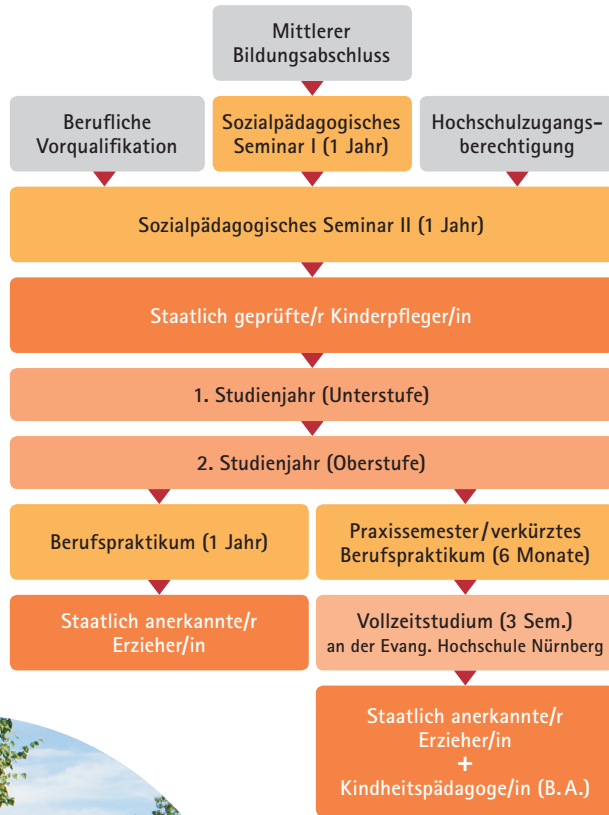 Mittlerer
Bildungsabschluss
Berufliche
Vorqualifikation
Sozialpädagogisches
Seminar I (1 Jahr)
Hochschulzugangs-
berechtigung
Sozialpädagogisches Seminar II (1 Jahr)
Staatlich geprüfte/r Kinderpfleger/in
1. Studienjahr (Unterstufe)
2. Studienjahr (Oberstufe)
Berufspraktikum (1 Jahr)
Praxissemester/verkürztes
Berufspraktikum (6 Monate)
Staatlich anerkannte/r
Erzieher/in
Vollzeitstudium (3 Sem.)
an der Evang. Hochschule Nürnberg
Staatlich anerkannte/r
Erzieher/in
+
Kindheitspädagoge/in (B.A.)